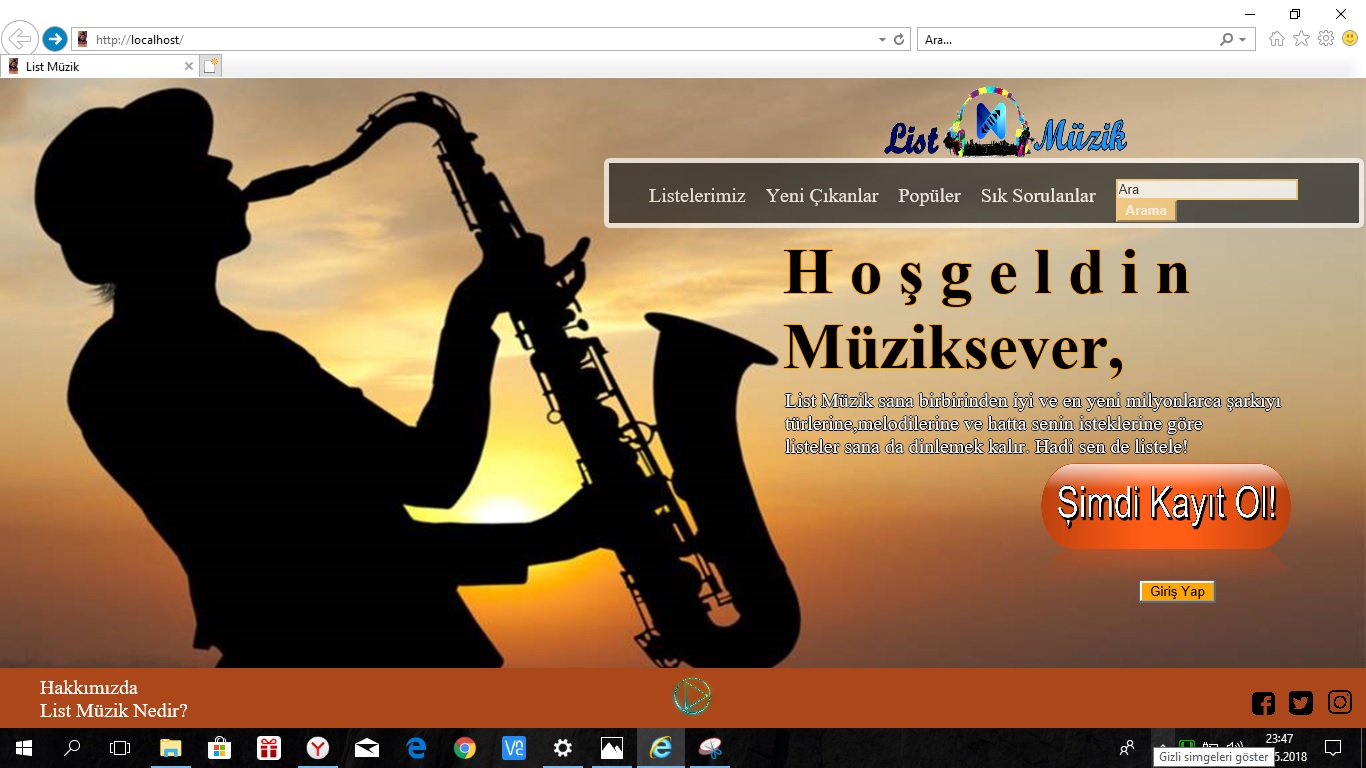 http://localhost/
Ara...
List Müzik
List Müzik
Listelerimiz Yeni Çıkanlar Popüler Sık Sorulanlar Ara
Arama
Hoşgeldin
Müziksever,
List Müzik sana birbirinden iyi ve en yeni milyonlarca şarkıyı
türlerine,melodilerine ve hatta senin isteklerine göre
listeler sana da dinlemek kalır. Hadi sen de listele!
Şimdi Kayıt Ol!
Giriş Yap
Hakkımızda
List Müzik Nedir?
23:47
5.2018
Gizli simgeleri göster